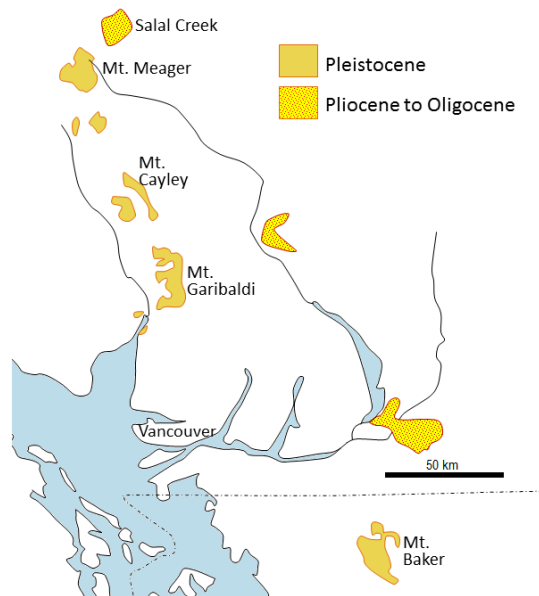 Salal Creek
Mt. Meager
Pleistocene
Pliocene to Oligocene
Mt.
Cayley
Mt.
Garibaldi
Vancouver
50 km
Mt.
Baker